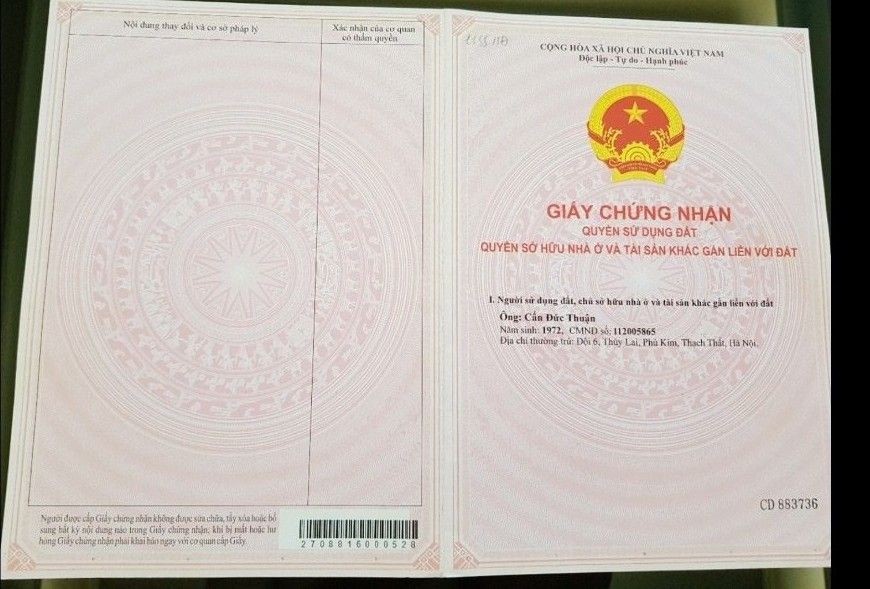 Nội dung thay đổi và cơ sở pháp lý
Xác nhận của cơ quan
có thẩm quyền
Người được cấp Giấy chứng nhận không được sửa chữa, tẩy xóa hoặc bổ
sung bất kỳ nội dung nào trong Giấy chứng nhận; khi bị mất hoặc hư
hỏng Giấy chứng nhận phải khai báo ngay với cơ quan cấp Giấy.
2708816000528
CỘNG HÒA XÃ HỘI CHỦ NGHĨA VIỆT NAM
Độc lập - Tự do - Hạnh phúc
GIẤY CHỨNG NHẬN
QUYỀN SỬ DỤNG ĐẤT
QUYỀN SỞ HỮU NHÀ Ở VÀ TÀI SẢN KHÁC GẮN LIỀN VỚI ĐẤT
I. Người sử dụng đất, chủ sở hữu nhà ở và tài sản khác gắn liền với đất
Ông: Cấn Đức Thuận
Năm sinh: 1972, CMND số: 112005865
Địa chỉ thường trú: Đội 6, Thúy Lai, Phú Kim, Thạch Thất, Hà Nội.
CD 883736